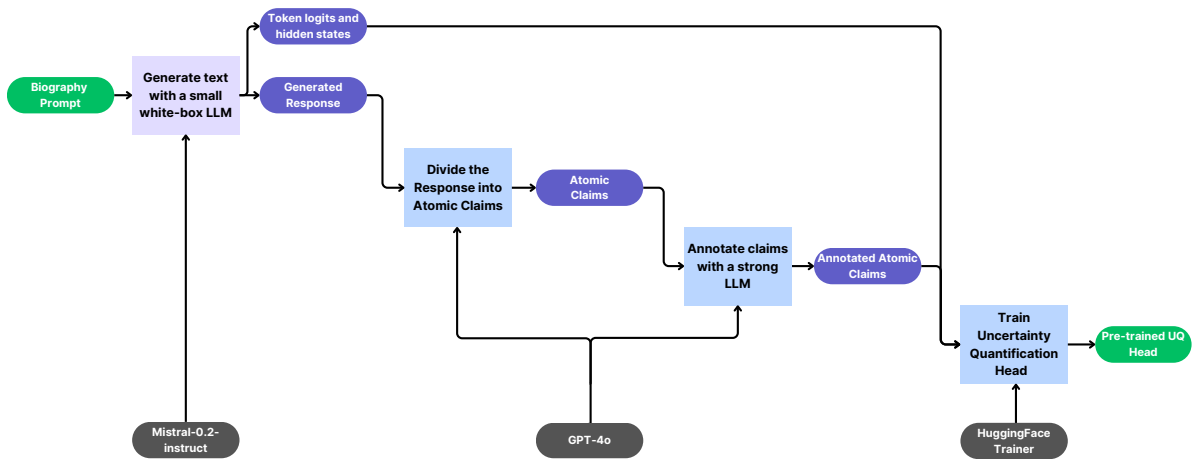 Token logits and
hidden states
Biography
Prompt
Generate text
with a small
white-box LLM
Generated
Response
Divide the
Response into
Atomic Claims
Atomic
Claims
Annotate claims
with a strong
LLM
Annotated Atomic
Claims
Train
Uncertainty
Quantification
Head
Pre-trained UQ
Head
Mistral-0.2-
instruct
GPT-4o
HuggingFace
Trainer